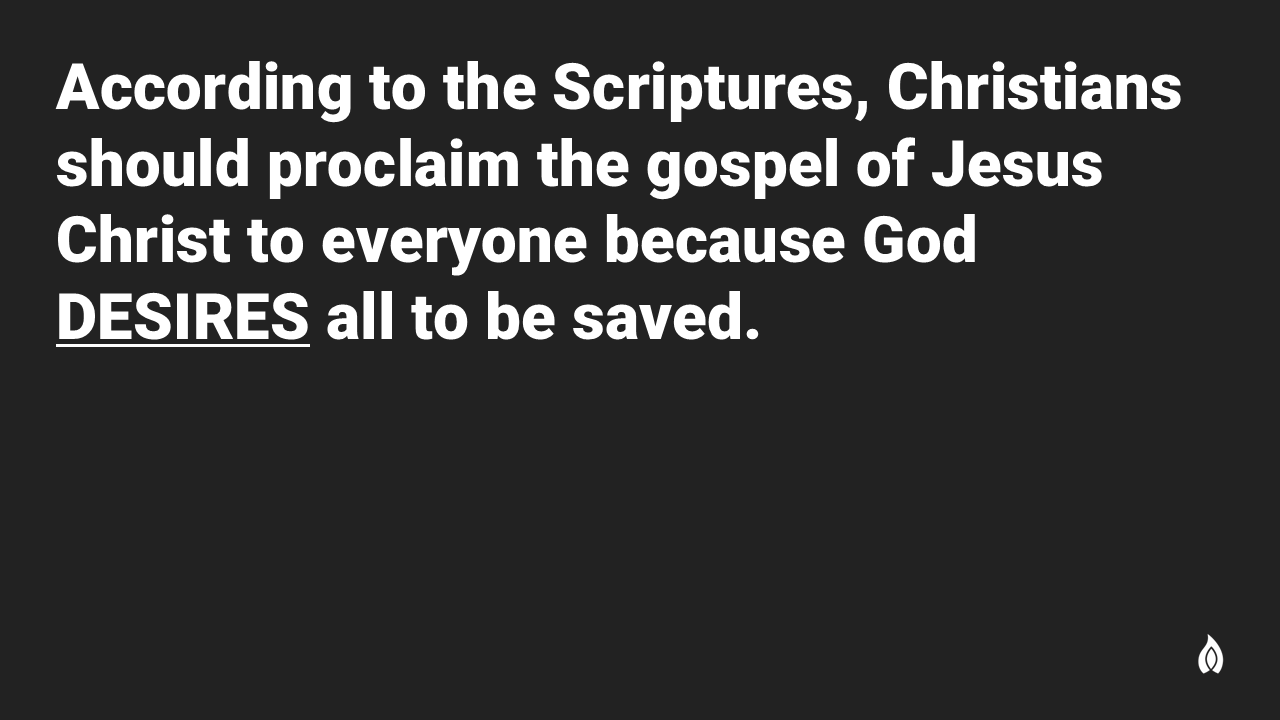 According to the Scriptures, Christians
should proclaim the gospel of Jesus
Christ to everyone because God
DESIRES all to be saved.